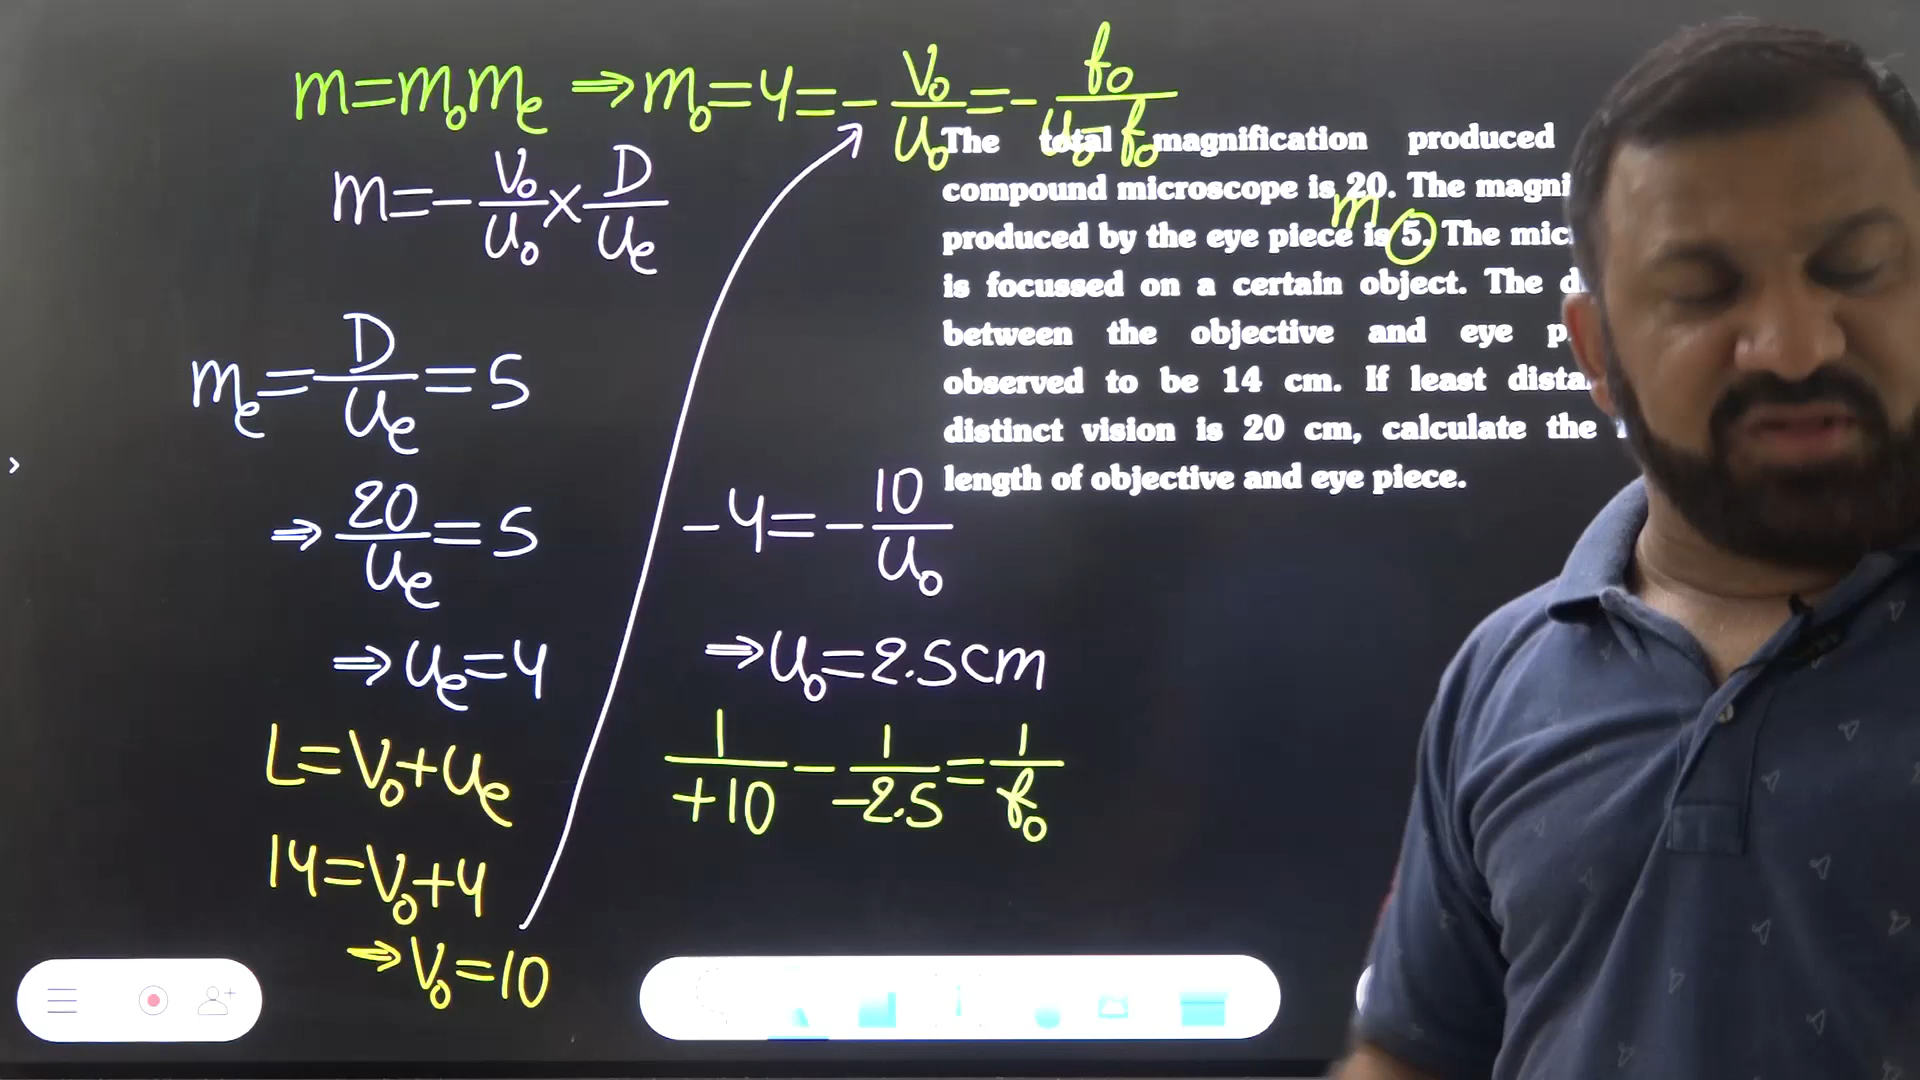 m=m₀mₑ ⇒ m₀=4=-V₀/U₀=-f₀/(U₀-f₀)
m=-V₀/U₀×D/Uₑ
mₑ=D/Uₑ=5
⇒20/Uₑ=5
⇒Uₑ=4
L=V₀+Uₑ
14=V₀+4
⇒V₀=10
-4=-10/U₀
⇒U₀=2.5cm
1/+10-1/-2.5=1/f₀
The total magnification produced
compound microscope is 20. The
produced by the eye piece is 5. The
m
is focussed on a certain object. The
between the objective and eye
observed to be 14 cm. If least
distinct vision is 20 cm, calculate the
length of objective and eye piece.